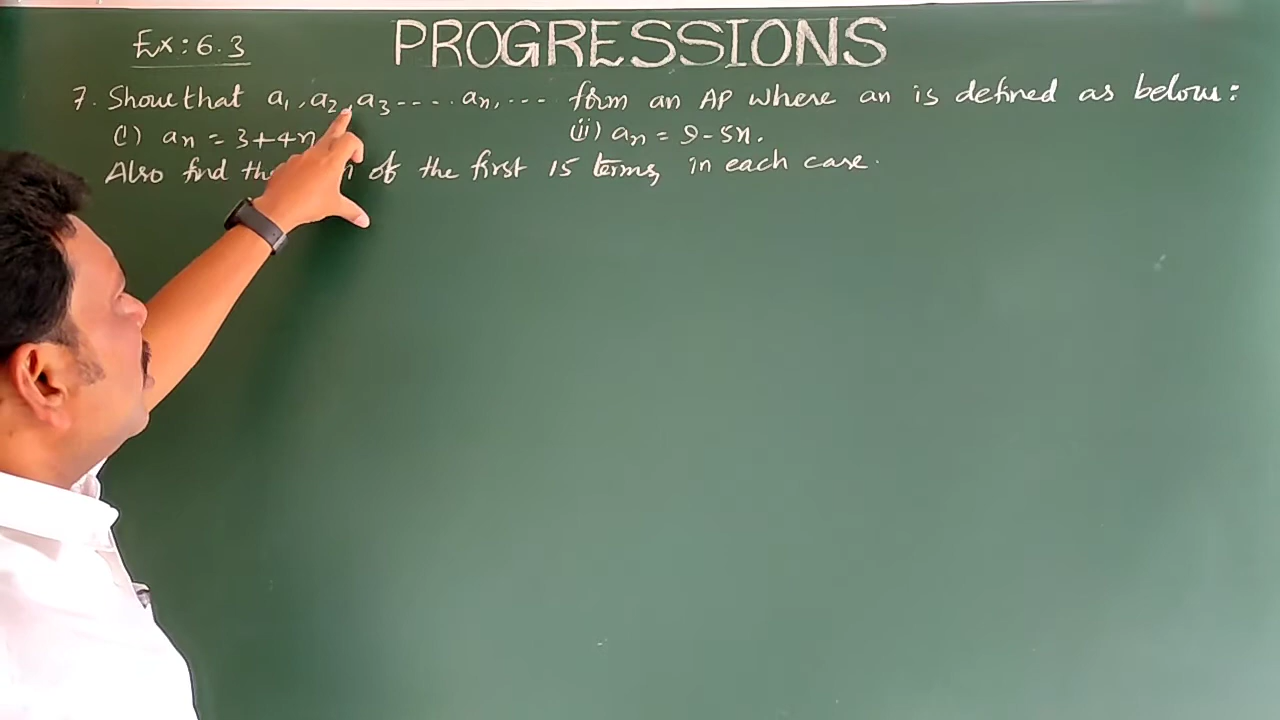 Ex: 6.3
PROGRESSIONS
7. Show that a₁, a₂, a₃ ---- aₙ, --- form an AP where an is defined as below:
(i) aₙ = 3+4n (ii) aₙ = 9-5n.
Also find the of the first 15 terms, in each case.